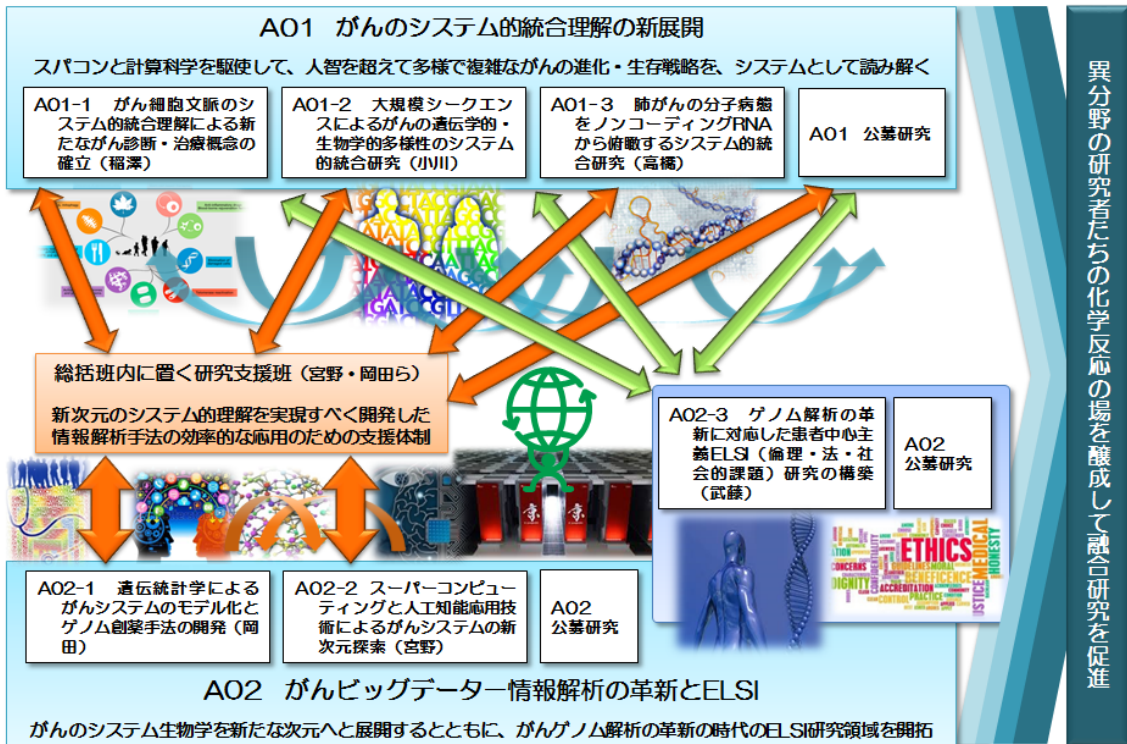 A01 がんのシステム的統合理解の新展開
スパコンと計算科学を駆使して、人智を超えて多様で複雑ながんの進化・生存戦略を、システムとして読み解く
A01-1 がん細胞文脈のシ
ステム的統合理解による新
たながん診断・治療概念の
確立（稲澤）
A01-2 大規模シークエン
スによるがんの遺伝学的・
生物学的多様性のシステム
的統合研究（小川）
A01-3 肺がんの分子病態
をノンコーディングRNA
から俯瞰するシステム的統
合研究（高橋）
A01 公募研究
総括班内に置く研究支援班（宮野・岡田ら）
新次元のシステム的理解を実現すべく開発した
情報解析手法の効率的な応用のための支援体制
京
京
A02-3 ゲノム解析の革
新に対応した患者中心主
義ELSI（倫理・法・社
会的課題）研究の構築
（武藤）
A02
公募研究
ETHICS
MEDICAL
HONESTY
JUSTICE
CONCERNS
CONFIDENTIALITY
GUIDELINES
MORAL
BENEFICENCE
DIGNITY
ACCREDITATION
PRACTICE
A02-1 遺伝統計学による
がんシステムのモデル化と
ゲノム創薬手法の開発（岡
田）
A02-2 スーパーコンピュー
ティングと人工知能応用技
術によるがんシステムの新
次元探索（宮野）
A02
公募研究
A02 がんビッグデーター情報解析の革新とELSI
がんのシステム生物学を新たな次元へと展開するとともに、がんゲノム解析の革新の時代のELSI研究領域を開拓
異分野の研究者たちの化学反応の場を醸成して融合研究を促進